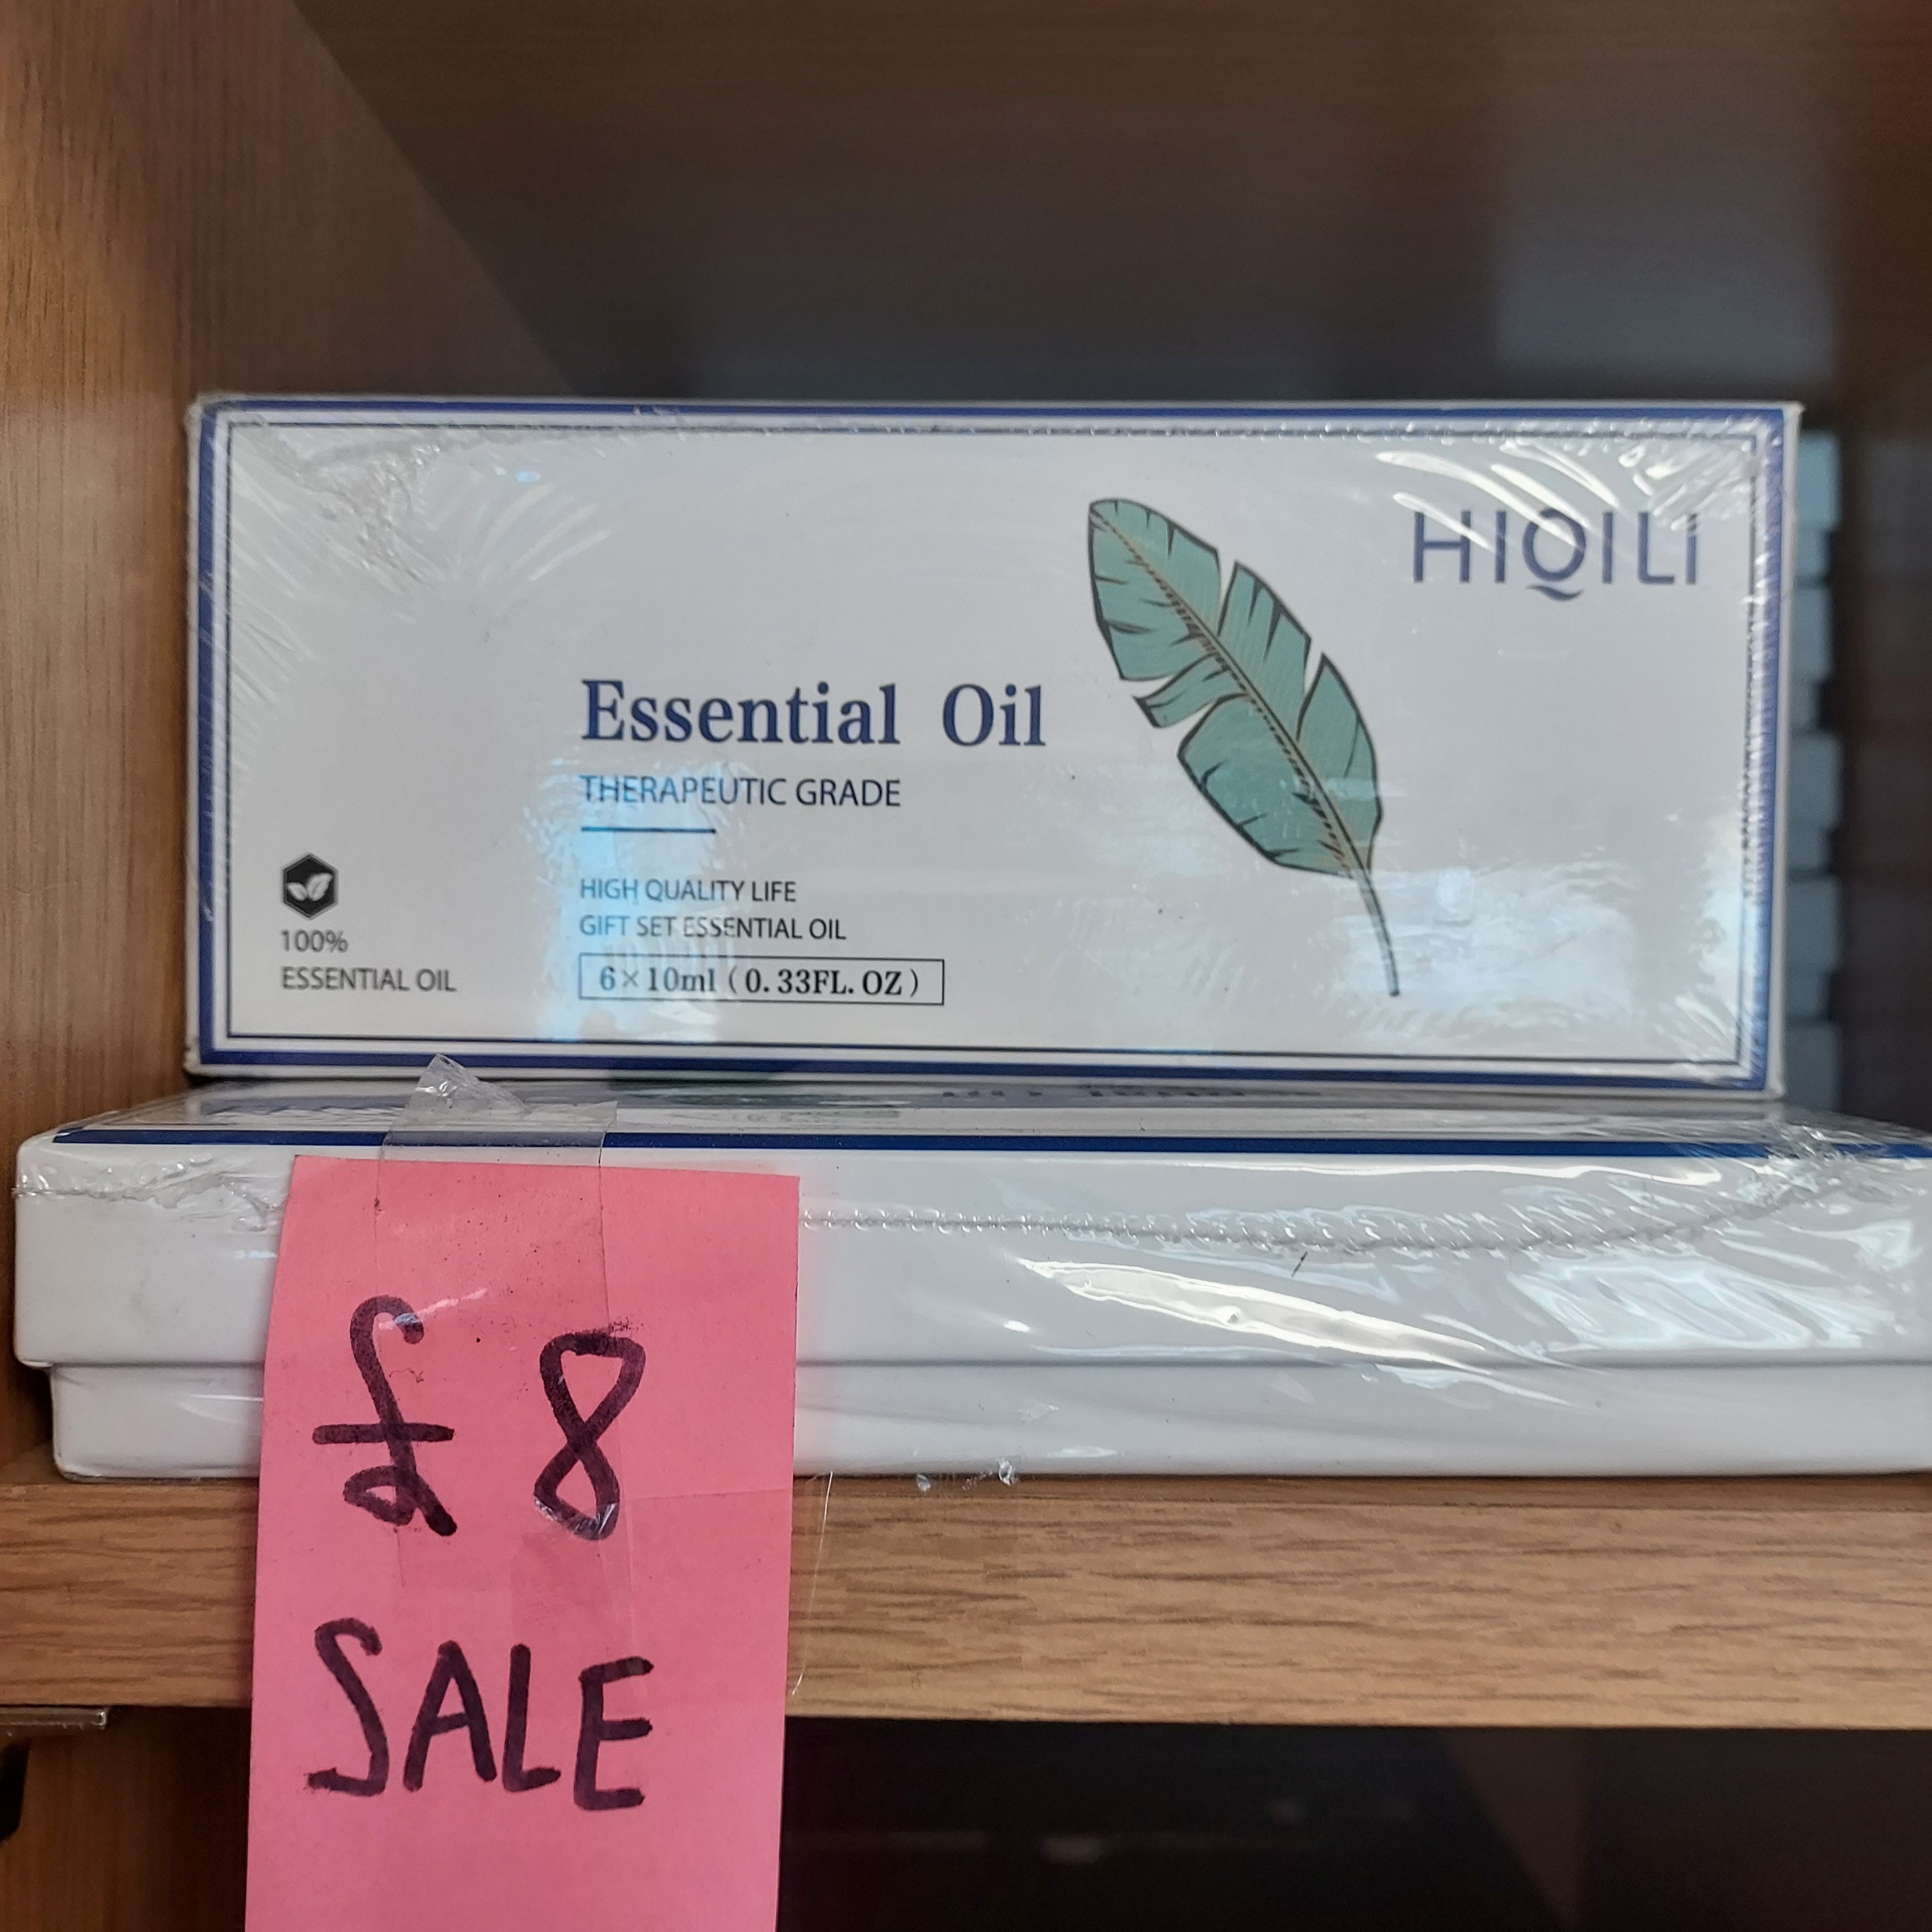 HIQILI
Essential Oil
THERAPEUTIC GRADE
HIGH QUALITY LIFE
GIFT SET ESSENTIAL OIL
6×10ml (0.33FL.OZ)
100%
ESSENTIAL OIL
£8
SALE